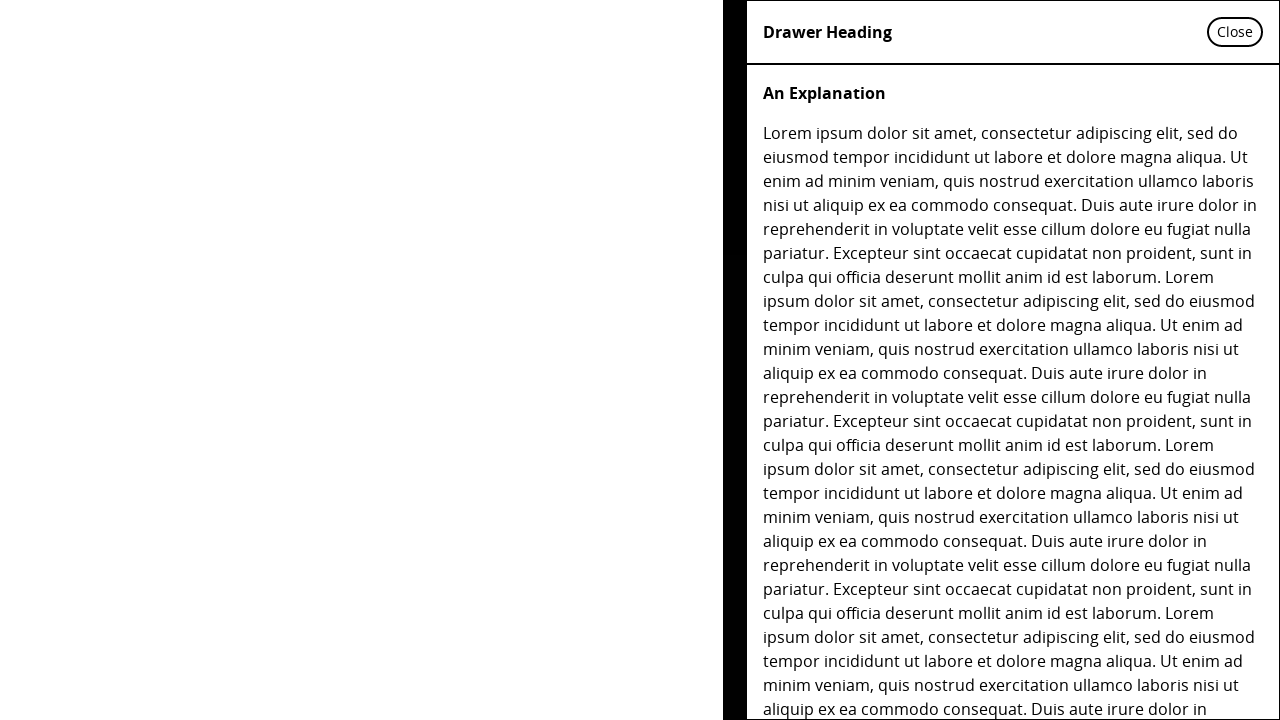 Drawer Heading
Close
An Explanation
Lorem ipsum dolor sit amet, consectetur adipiscing elit, sed do
eiusmod tempor incididunt ut labore et dolore magna aliqua. Ut
enim ad minim veniam, quis nostrud exercitation ullamco laboris
nisi ut aliquip ex ea commodo consequat. Duis aute irure dolor in
reprehenderit in voluptate velit esse cillum dolore eu fugiat nulla
pariatur. Excepteur sint occaecat cupidatat non proident, sunt in
culpa qui officia deserunt mollit anim id est laborum. Lorem
ipsum dolor sit amet, consectetur adipiscing elit, sed do eiusmod
tempor incididunt ut labore et dolore magna aliqua. Ut enim ad
minim veniam, quis nostrud exercitation ullamco laboris nisi ut
aliquip ex ea commodo consequat. Duis aute irure dolor in
reprehenderit in voluptate velit esse cillum dolore eu fugiat nulla
pariatur. Excepteur sint occaecat cupidatat non proident, sunt in
culpa qui officia deserunt mollit anim id est laborum. Lorem
ipsum dolor sit amet, consectetur adipiscing elit, sed do eiusmod
tempor incididunt ut labore et dolore magna aliqua. Ut enim ad
minim veniam, quis nostrud exercitation ullamco laboris nisi ut
aliquip ex ea commodo consequat. Duis aute irure dolor in
reprehenderit in voluptate velit esse cillum dolore eu fugiat nulla
pariatur. Excepteur sint occaecat cupidatat non proident, sunt in
culpa qui officia deserunt mollit anim id est laborum. Lorem
ipsum dolor sit amet, consectetur adipiscing elit, sed do eiusmod
tempor incididunt ut labore et dolore magna aliqua. Ut enim ad
minim veniam, quis nostrud exercitation ullamco laboris nisi ut
aliquip ex ea commodo consequat. Duis aute irure dolor in